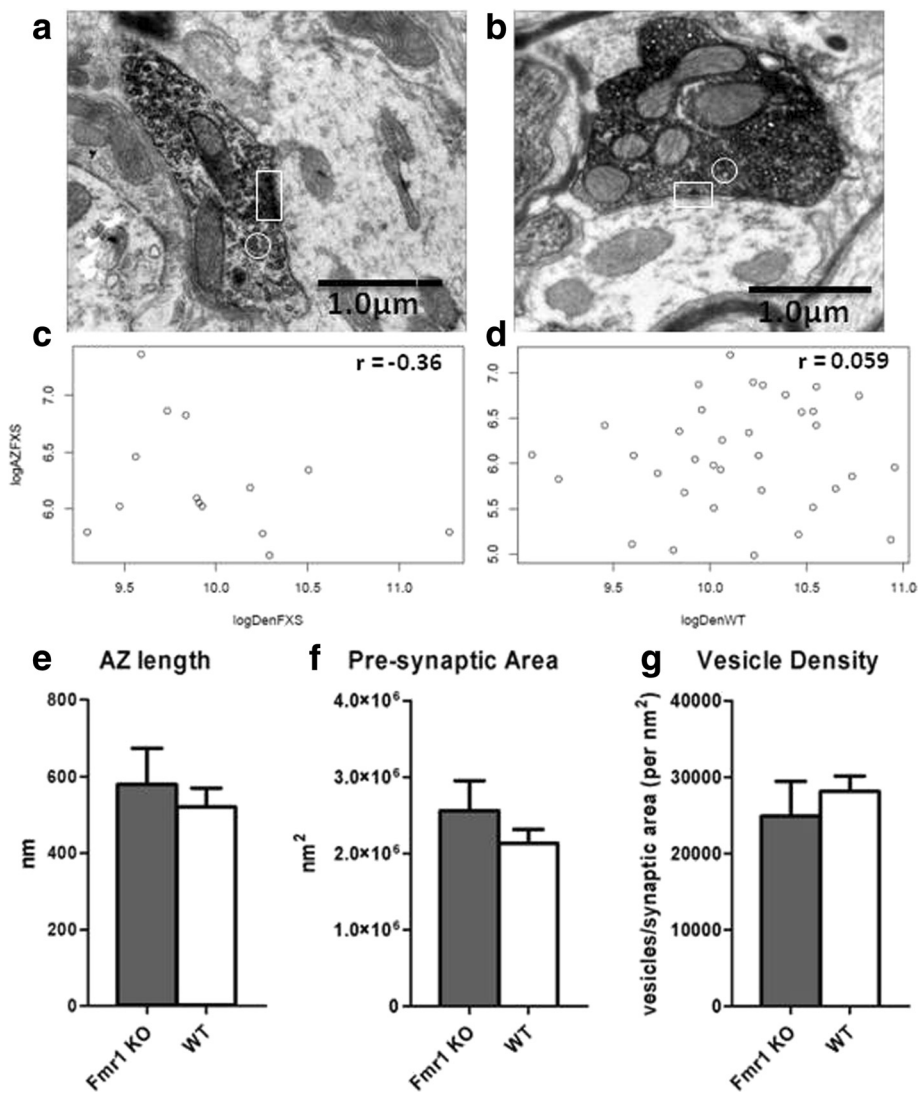 a
b
1.0μm
1.0μm
c
d
r = -0.36
r = 0.059
logAZFXS
7.0
6.5
6.0
9.5 10.0 10.5 11.0
logDenFXS
7.0
6.5
6.0
5.5
5.0
9.5 10.0 10.5 11.0
logDenWT
e AZ length
nm
800
600
400
200
0
Fmr1 KO
WT
f Pre-synaptic Area
nm²
4.0×10⁶
3.0×10⁶
2.0×10⁶
1.0×10⁶
0
Fmr1 KO
WT
g Vesicle Density
vesicles/synaptic area (per nm²)
40000
30000
20000
10000
0
Fmr1 KO
WT